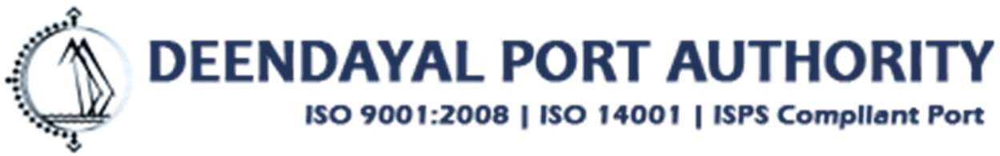 DEENDAYAL PORT AUTHORITY
ISO 9001:2008 | ISO 14001 | ISPS Compliant Port